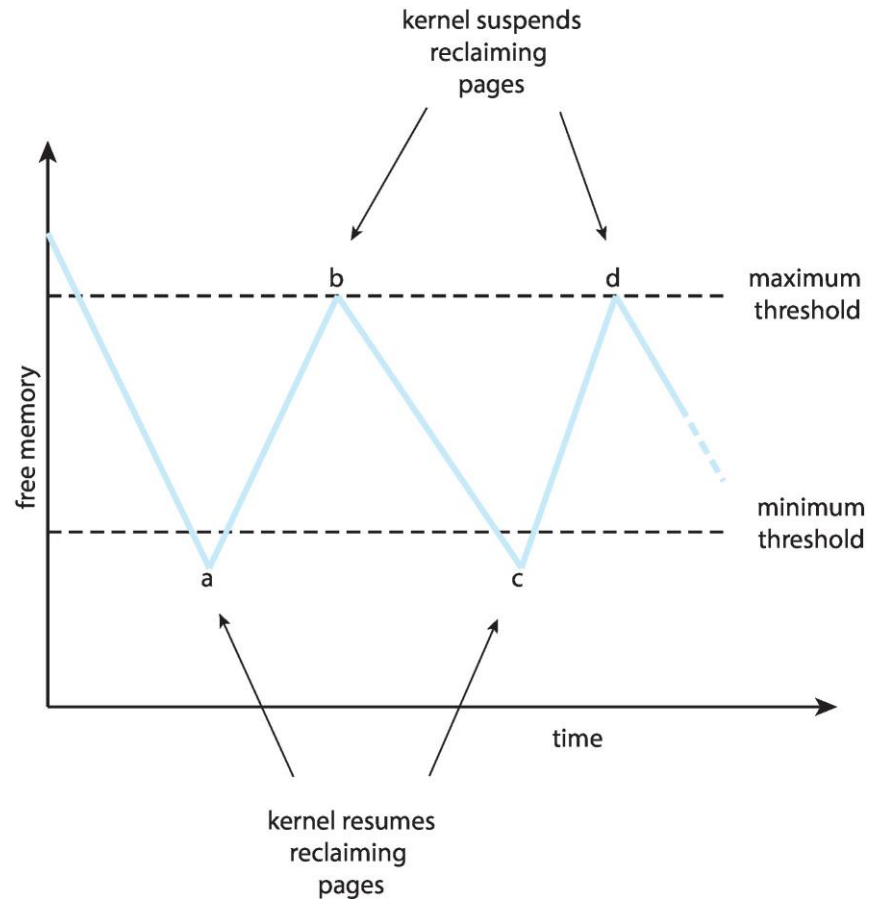 kernel suspends
reclaiming
pages
b
d
maximum
threshold
free memory
minimum
threshold
a
c
time
kernel resumes
reclaiming
pages